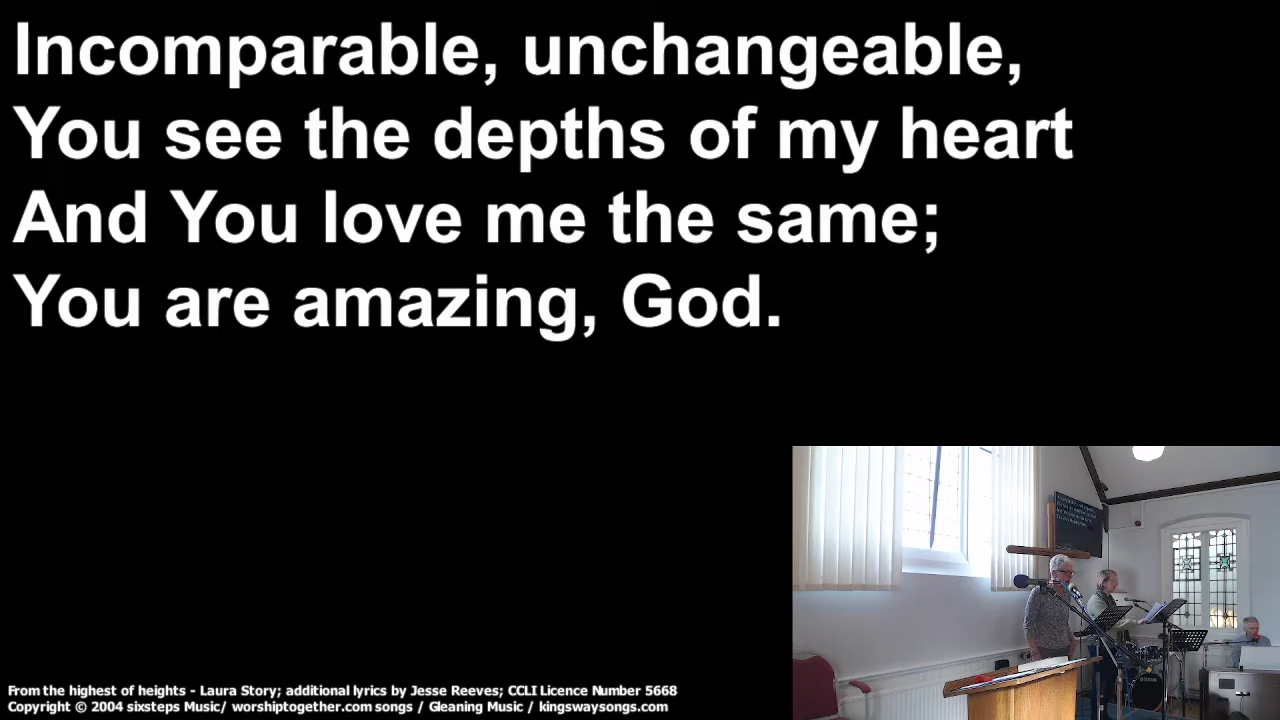 Incomparable, unchangeable,
You see the depths of my heart
And You love me the same;
You are amazing, God.
From the highest of heights - Laura Story; additional lyrics by Jesse Reeves; CCLI Licence Number 5668
Copyright © 2004 sixsteps Music/ worshiptogether.com songs / Gleaning Music / kingswaysongs.com